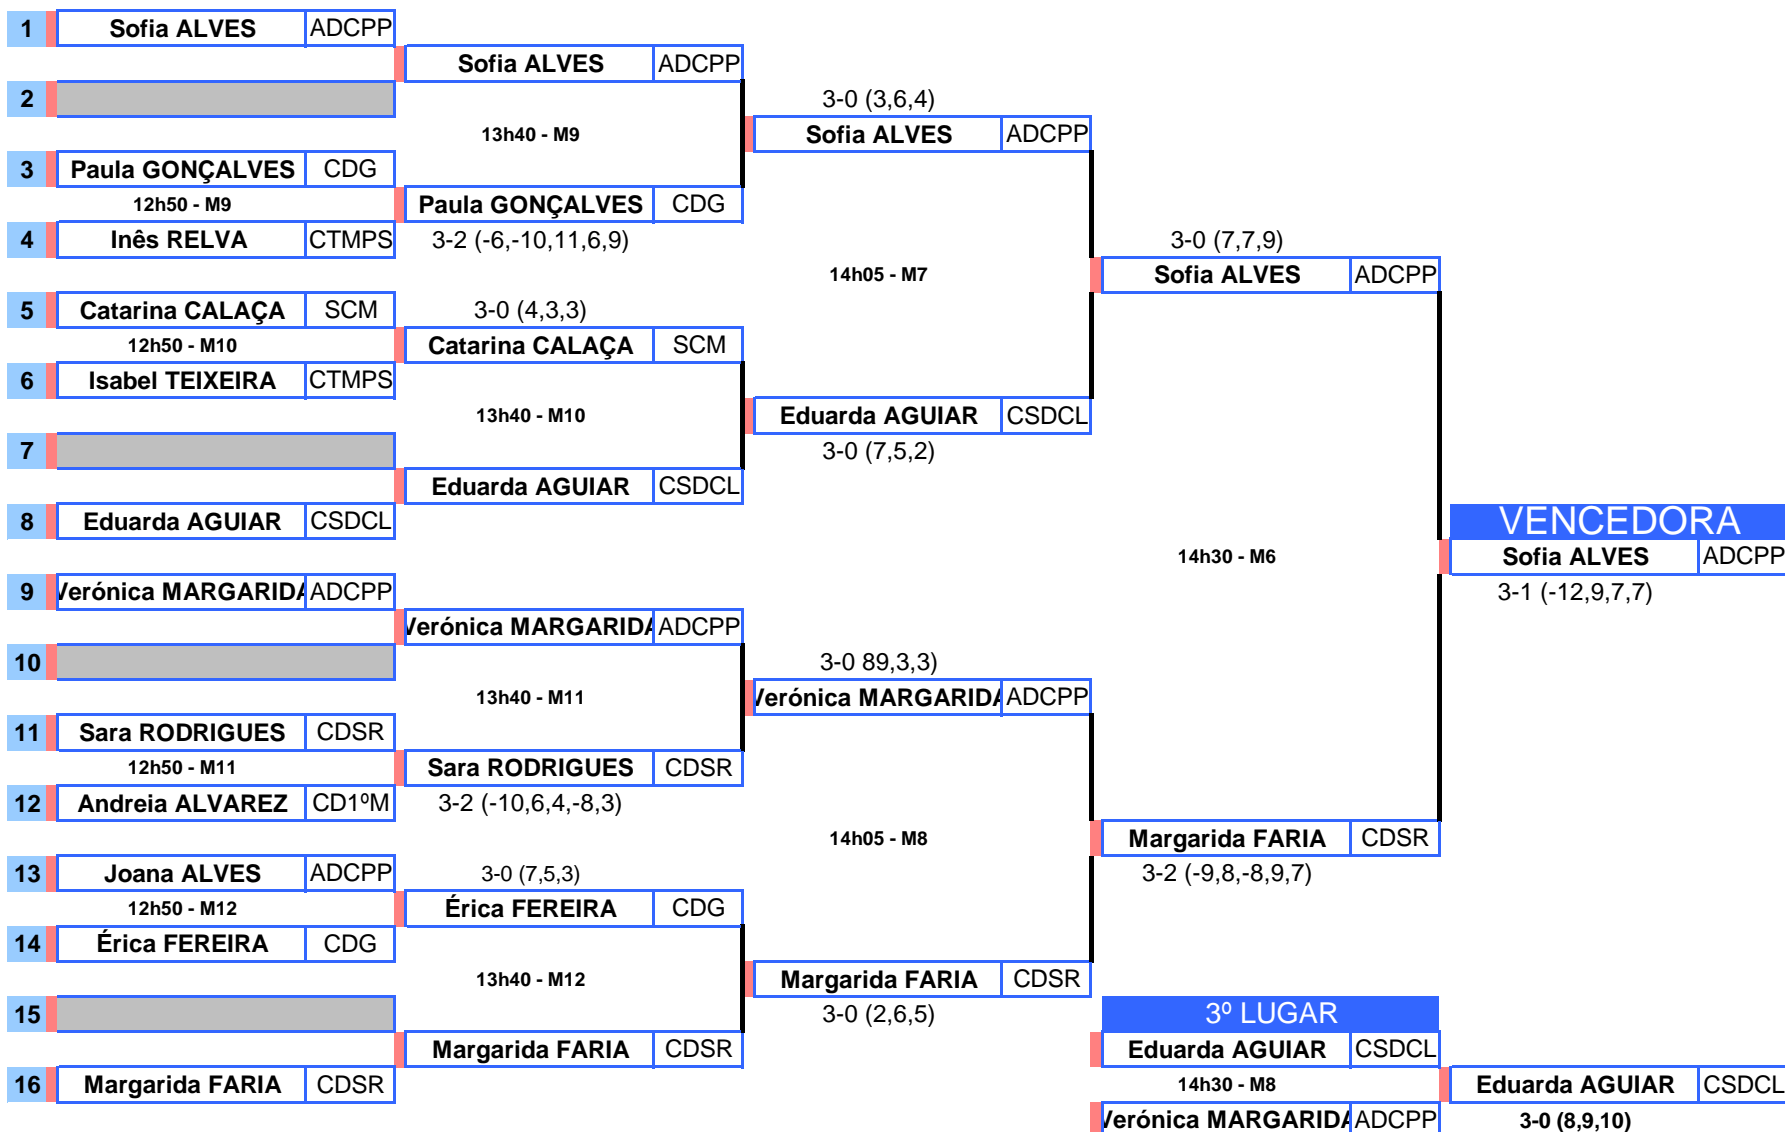 1 Sofia ALVES ADCPP
Sofia ALVES ADCPP
2 3-0 (3,6,4)
13h40 - M9 Sofia ALVES ADCPP
3 Paula GONÇALVES CDG
12h50 - M9 Paula GONÇALVES CDG
4 Inês RELVA CTMPS 3-2 (-6,-10,11,6,9) 3-0 (7,7,9)
14h05 - M7 Sofia ALVES ADCPP
5 Catarina CALAÇA SCM 3-0 (4,3,3)
12h50 - M10 Catarina CALAÇA SCM
6 Isabel TEIXEIRA CTMPS
13h40 - M10 Eduarda AGUIAR CSDCL
7 3-0 (7,5,2)
Eduarda AGUIAR CSDCL
8 Eduarda AGUIAR CSDCL VENCEDORA
14h30 - M6 Sofia ALVES ADCPP
9 Verónica MARGARIDA ADCPP 3-1 (-12,9,7,7)
Verónica MARGARIDA ADCPP
10 3-0 89,3,3)
13h40 - M11 Verónica MARGARIDA ADCPP
11 Sara RODRIGUES CDSR
12h50 - M11 Sara RODRIGUES CDSR
12 Andreia ALVAREZ CD1ºM 3-2 (-10,6,4,-8,3)
14h05 - M8 Margarida FARIA CDSR
13 Joana ALVES ADCPP 3-0 (7,5,3) 3-2 (-9,8,-8,9,7)
12h50 - M12 Érica FEREIRA CDG
14 Érica FEREIRA CDG
13h40 - M12 Margarida FARIA CDSR
15 3-0 (2,6,5) 3º LUGAR
Margarida FARIA CDSR Eduarda AGUIAR CSDCL
16 Margarida FARIA CDSR 14h30 - M8 Eduarda AGUIAR CSDCL
Verónica MARGARIDA ADCPP 3-0 (8,9,10)